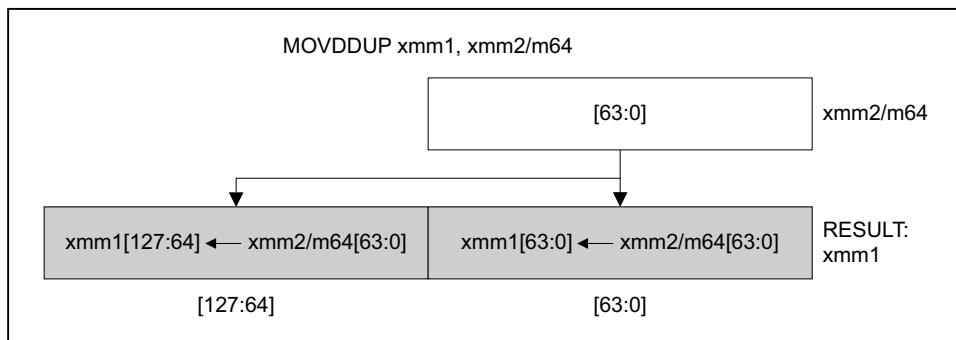 MOVDDUP xmm1, xmm2/m64
[63:0]
xmm2/m64
xmm1[127:64] ← xmm2/m64[63:0]
xmm1[63:0] ← xmm2/m64[63:0]
RESULT:
xmm1
[127:64]
[63:0]